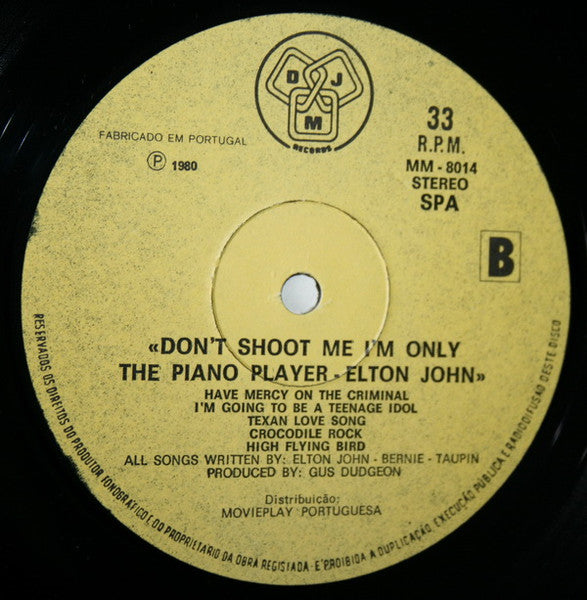 D J M
RECORDS
FABRICADO EM PORTUGAL
Ⓟ 1980
33
R.P.M.
MM - 8014
STEREO
SPA
B
«DON'T SHOOT ME I'M ONLY
THE PIANO PLAYER - ELTON JOHN»
HAVE MERCY ON THE CRIMINAL
I'M GOING TO BE A TEENAGE IDOL
TEXAN LOVE SONG
CROCODILE ROCK
HIGH FLYING BIRD
ALL SONGS WRITTEN BY: ELTON JOHN - BERNIE - TAUPIN
PRODUCED BY: GUS DUDGEON
Distribuicão:
MOVIEPLAY PORTUGUESA
RESERVADOS OS DIREITOS DO PRODUTOR FONOGRÁFICO E DO PROPRIETARIO DA OBRA REGISTADA · E PROIBIDA A DUPLICAÇÃO, EXECUÇÃO PÚBLICA E RADIODIFUSÃO DESTE DISCO